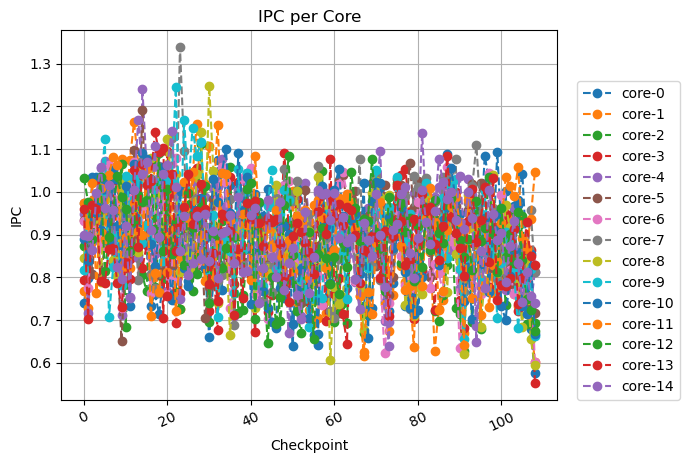 IPC per Core
IPC
1.3
1.2
1.1
1.0
0.9
0.8
0.7
0.6
0
20
40
60
80
100
Checkpoint
core-0
core-1
core-2
core-3
core-4
core-5
core-6
core-7
core-8
core-9
core-10
core-11
core-12
core-13
core-14